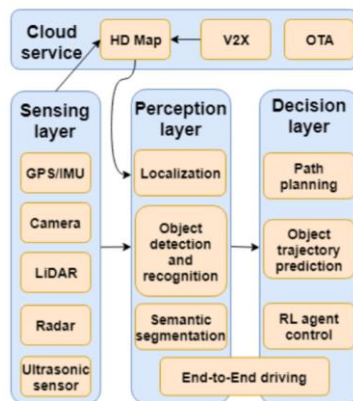 Cloud
service
HD Map
V2X
OTA
Sensing
layer
GPS/IMU
Camera
LiDAR
Radar
Ultrasonic
sensor
Perception
layer
Localization
Object
detection
and
recognition
Semantic
segmentation
Decision
layer
Path
planning
Object
trajectory
prediction
RL agent
control
End-to-End driving